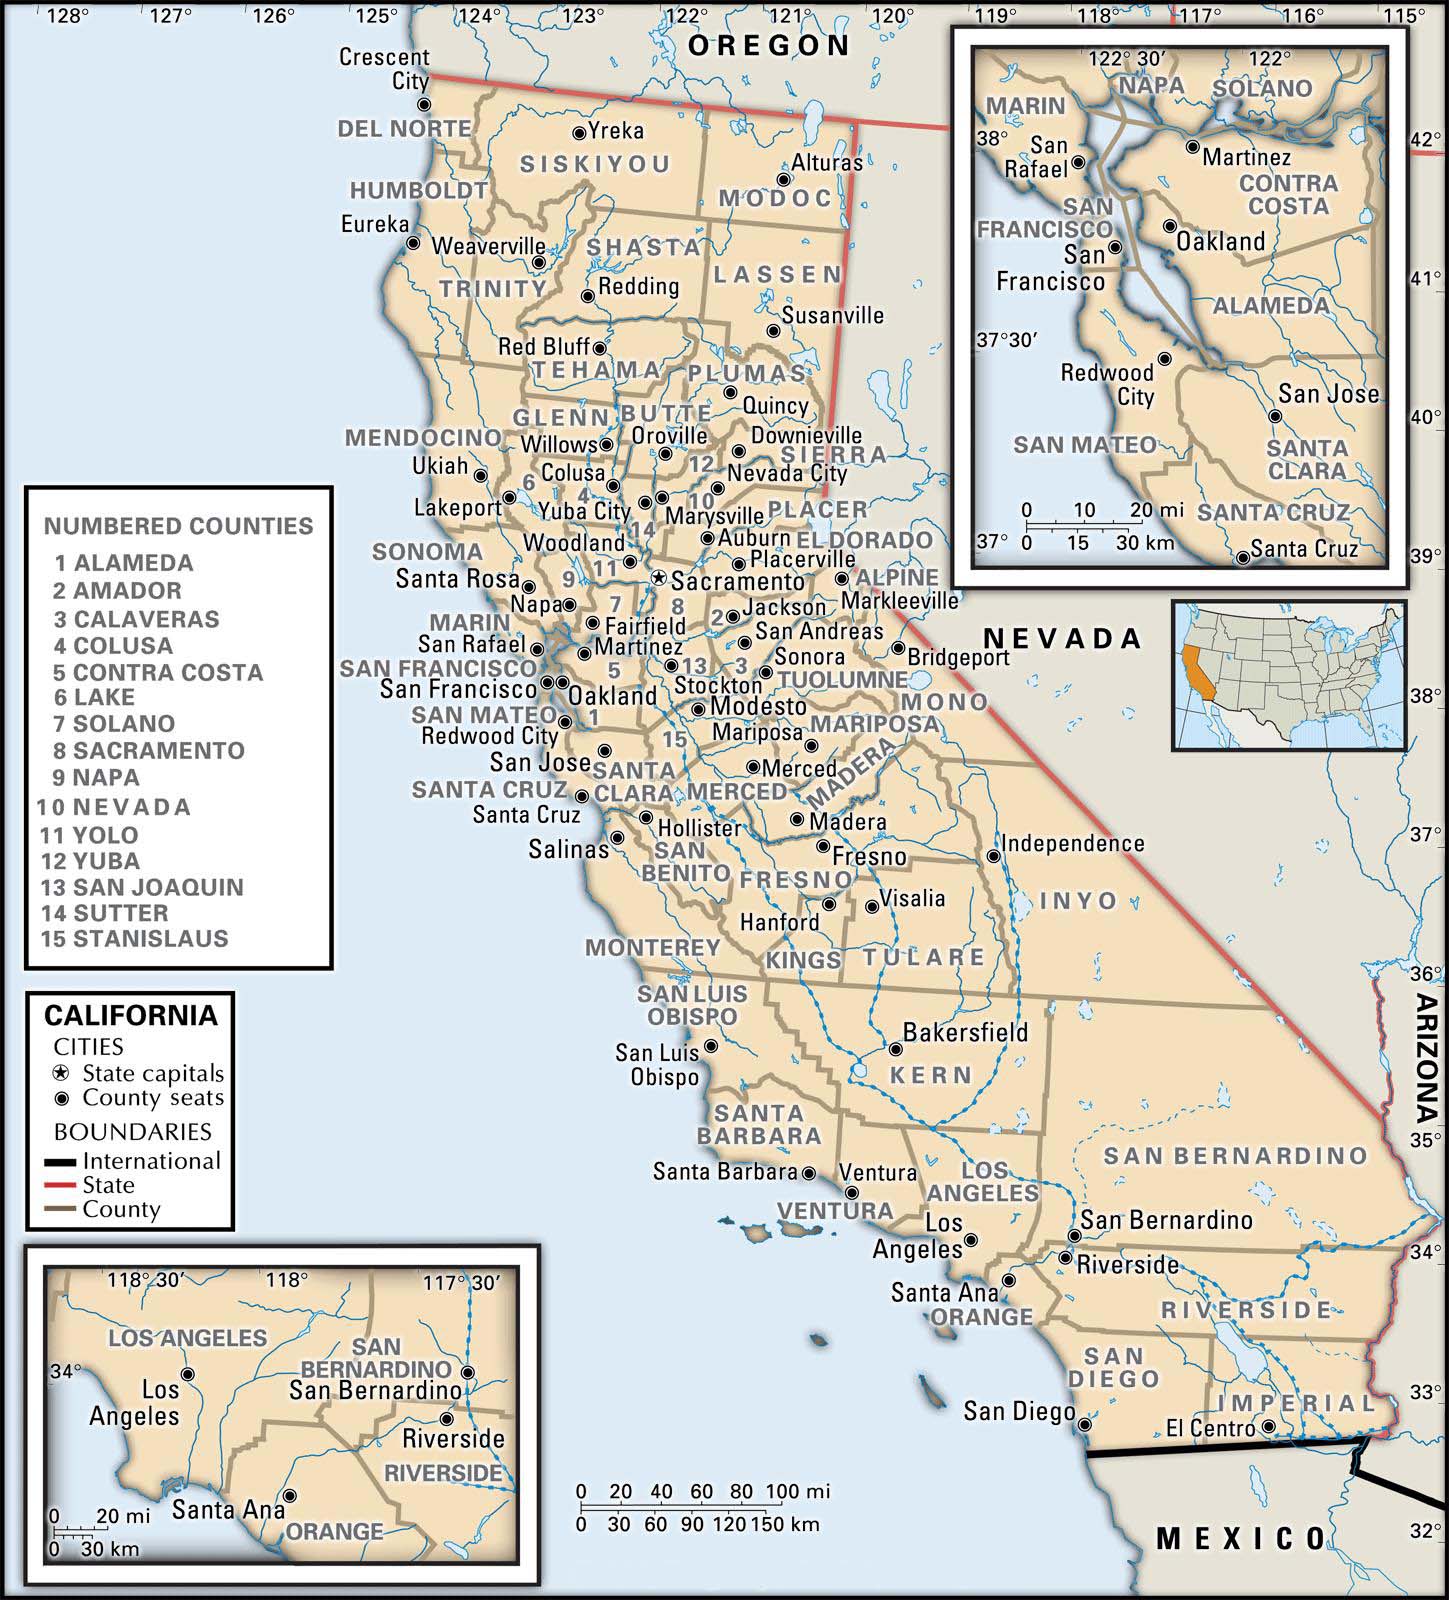 128° 127° 126° 125° 124° 123° 122° 121° 120° 119° 118° 117° 116° 115°
OREGON
Crescent
City
DEL NORTE
Yreka
SISKIYOU
Alturas
MODOC
HUMBOLDT
Eureka
Weaverville
SHASTA
TRINITY
Redding
LASSEN
Susanville
Red Bluff
TEHAMA
PLUMAS
Quincy
GLENN
BUTTE
MENDOCINO
Willows
Oroville
Downieville
SIERRA
Ukiah
Colusa
12
Nevada City
6
4
10
Lakeport
Yuba City
Marysville
PLACER
14
SONOMA
Woodland
Auburn
EL DORADO
11
Placerville
Santa Rosa
9
Sacramento
ALPINE
Markleeville
Napa
7
8
2
Jackson
MARIN
Fairfield
San Andreas
San Rafael
Martinez
Sonora
Bridgeport
SAN FRANCISCO
5
13
3
TUOLUMNE
San Francisco
Oakland
Stockton
MONO
SAN MATEO
1
Modesto
MARIPOSA
Redwood City
15
Mariposa
San Jose
SANTA
CLARA
Merced
MADERA
SANTA CRUZ
MERCED
Santa Cruz
Hollister
Madera
Salinas
SAN
BENITO
Fresno
Independence
FRESNO
Visalia
INYO
Hanford
MONTEREY
KINGS
TULARE
SAN LUIS
OBISPO
San Luis
Obispo
Bakersfield
KERN
SANTA
BARBARA
Santa Barbara
Ventura
VENTURA
LOS
ANGELES
SAN BERNARDINO
Los
Angeles
San Bernardino
Riverside
Santa Ana
ORANGE
RIVERSIDE
SAN
DIEGO
San Diego
IMPERIAL
El Centro
NEVADA
ARIZONA
MEXICO
42°
41°
40°
39°
38°
37°
36°
35°
34°
33°
32°
122° 30′ 122°
NAPA
SOLANO
MARIN
38°
San
Rafael
Martinez
CONTRA
COSTA
SAN
FRANCISCO
San
Francisco
Oakland
ALAMEDA
37°30′
Redwood
City
San Jose
SAN MATEO
SANTA
CLARA
0 10 20 mi
0 15 30 km
SANTA CRUZ
37°
Santa Cruz
NUMBERED COUNTIES
1 ALAMEDA
2 AMADOR
3 CALAVERAS
4 COLUSA
5 CONTRA COSTA
6 LAKE
7 SOLANO
8 SACRAMENTO
9 NAPA
10 NEVADA
11 YOLO
12 YUBA
13 SAN JOAQUIN
14 SUTTER
15 STANISLAUS
CALIFORNIA
CITIES
State capitals
County seats
BOUNDARIES
International
State
County
118°30′ 118° 117°30′
LOS ANGELES
SAN
BERNARDINO
34°
Los
Angeles
San Bernardino
Riverside
RIVERSIDE
Santa Ana
ORANGE
0 20 mi
0 30 km
0 20 40 60 80 100 mi
0 30 60 90 120 150 km